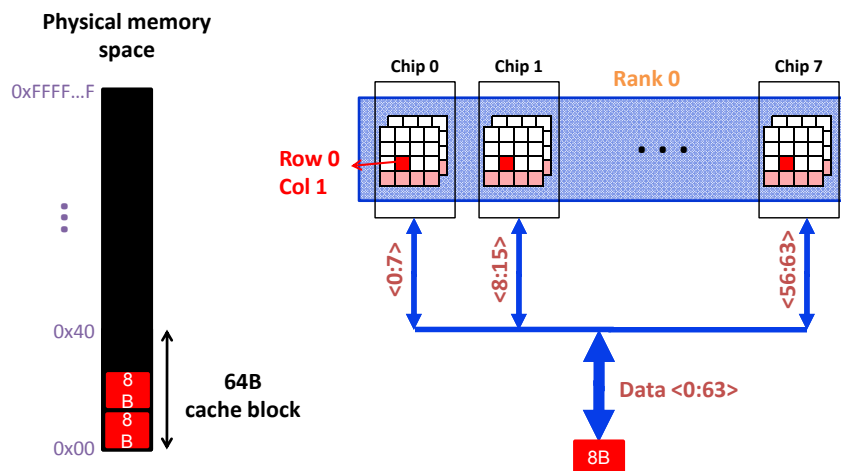 Physical memory
space
0xFFFF...F
⋮
0x40
8
B
8
B
0x00
64B
cache block
Chip 0
Chip 1
Rank 0
Chip 7
Row 0
Col 1
. . .
<0:7>
<8:15>
<56:63>
Data <0:63>
8B